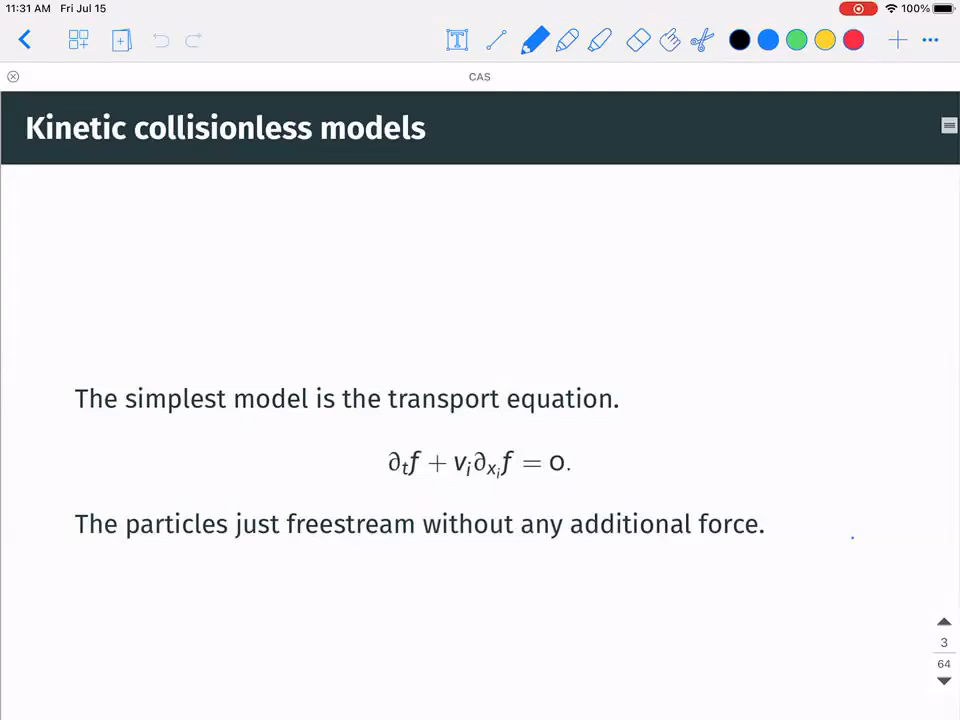 11:31 AM Fri Jul 15 100%
CAS
Kinetic collisionless models
The simplest model is the transport equation.
∂ₜf + vᵢ∂ₓᵢf = 0.
The particles just freestream without any additional force.
3
64